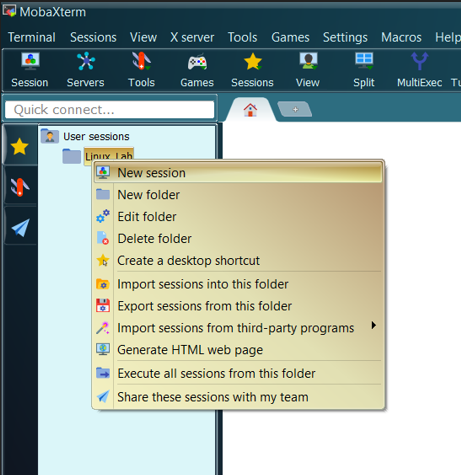 MobaXterm
Terminal Sessions View X server Tools Games Settings Macros Help
Session Servers Tools Games Sessions View Split MultiExec Tu
Quick connect...
User sessions
Linux_Lab
New session
New folder
Edit folder
Delete folder
Create a desktop shortcut
Import sessions into this folder
Export sessions from this folder
Import sessions from third-party programs
Generate HTML web page
Execute all sessions from this folder
Share these sessions with my team